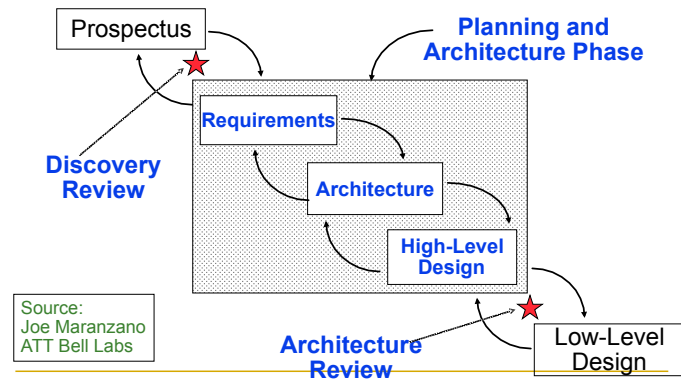 Prospectus
Planning and
Architecture Phase
Requirements
Discovery
Review
Architecture
High-Level
Design
Source:
Joe Maranzano
ATT Bell Labs
Architecture
Review
Low-Level
Design